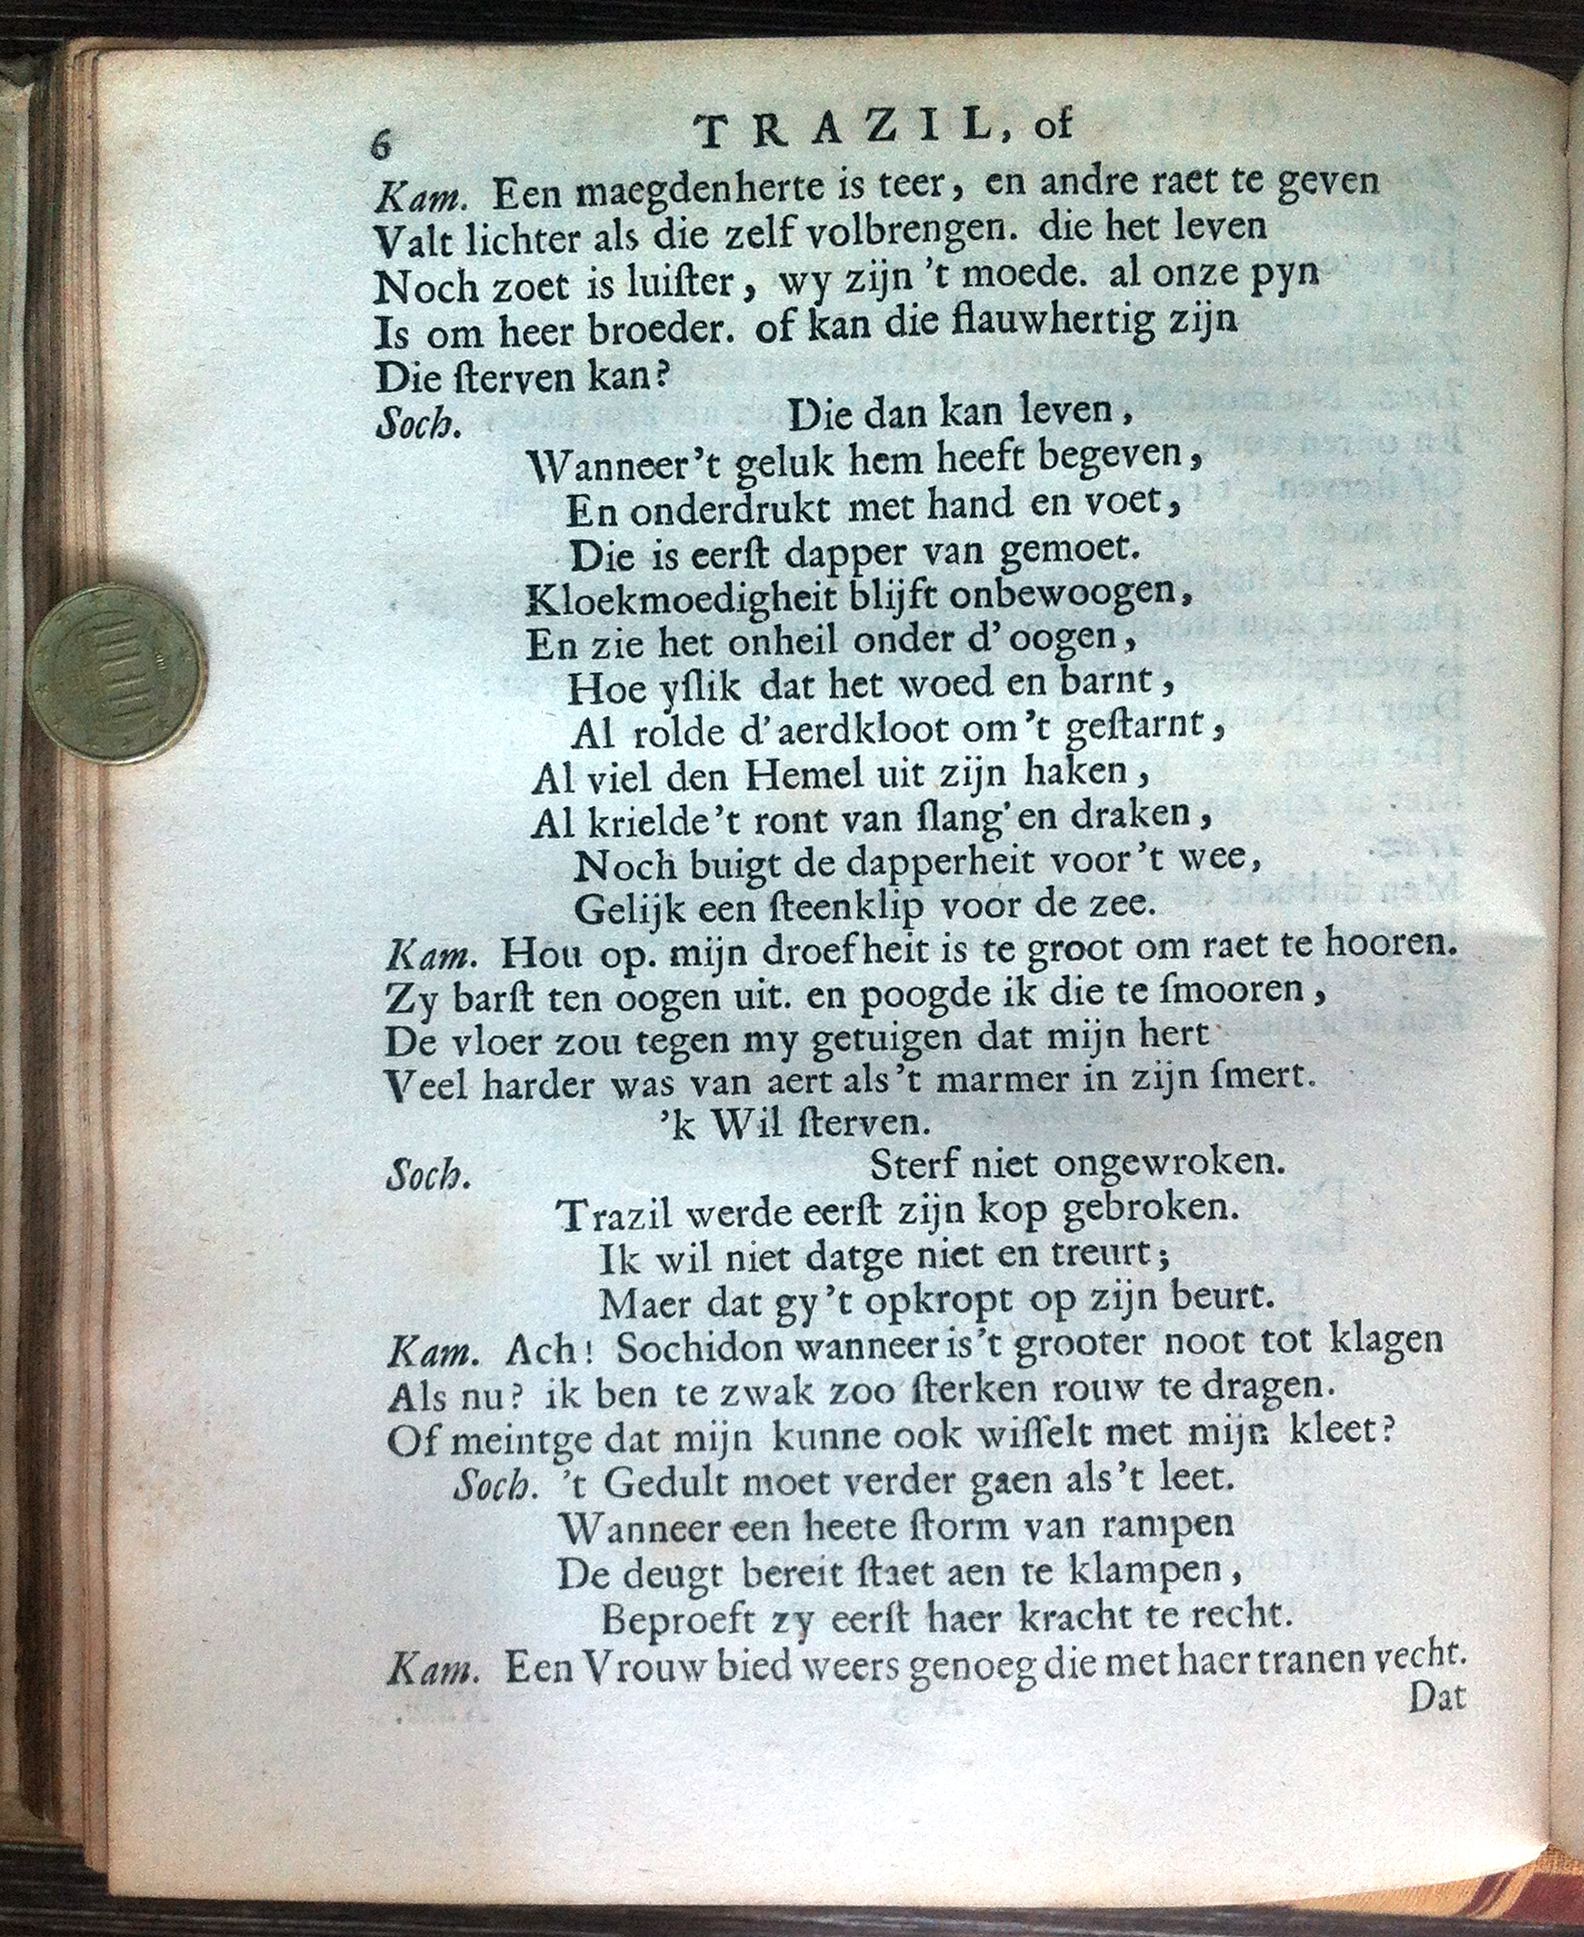 6 TRAZIL, of
Kam. Een maegdenherte is teer, en andre raet te geven
Valt lichter als die zelf volbrengen. die het leven
Noch zoet is luiſter, wy zijn 't moede. al onze pyn
Is om heer broeder. of kan die flauwhertig zijn
Die ſterven kan?
Soch. Die dan kan leven,
Wanneer't geluk hem heeft begeven,
En onderdrukt met hand en voet,
Die is eerſt dapper van gemoet.
Kloekmoedigheit blijft onbewoogen,
En zie het onheil onder d'oogen,
Hoe yſlik dat het woed en barnt,
Al rolde d'aerdkloot om't geſtarnt,
Al viel den Hemel uit zijn haken,
Al krielde't ront van ſlang' en draken,
Noch buigt de dapperheit voor't wee,
Gelijk een ſteenklip voor de zee.
Kam. Hou op. mijn droefheit is te groot om raet te hooren.
Zy barſt ten oogen uit. en poogde ik die te ſmooren,
De vloer zou tegen my getuigen dat mijn hert
Veel harder was van aert als't marmer in zijn ſmert.
'k Wil ſterven.
Soch. Sterf niet ongewroken.
Trazil werde eerſt zijn kop gebroken.
Ik wil niet datge niet en treurt;
Maer dat gy't opkropt op zijn beurt.
Kam. Ach! Sochidon wanneer is't grooter noot tot klagen
Als nu? ik ben te zwak zoo ſterken rouw te dragen.
Of meintge dat mijn kunne ook wiſſelt met mijn kleet?
Soch. 't Gedult moet verder gaen als't leet.
Wanneer een heete ſtorm van rampen
De deugt bereit ſtaet aen te klampen,
Beproeft zy eerſt haer kracht te recht.
Kam. Een Vrouw bied weers genoeg die met haer tranen vecht.
Dat